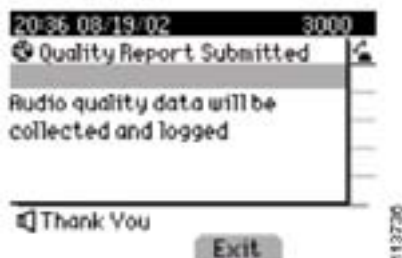 20:36 08/19/02 3000
Quality Report Submitted
Audio quality data will be
collected and logged
Thank You
Exit
113736